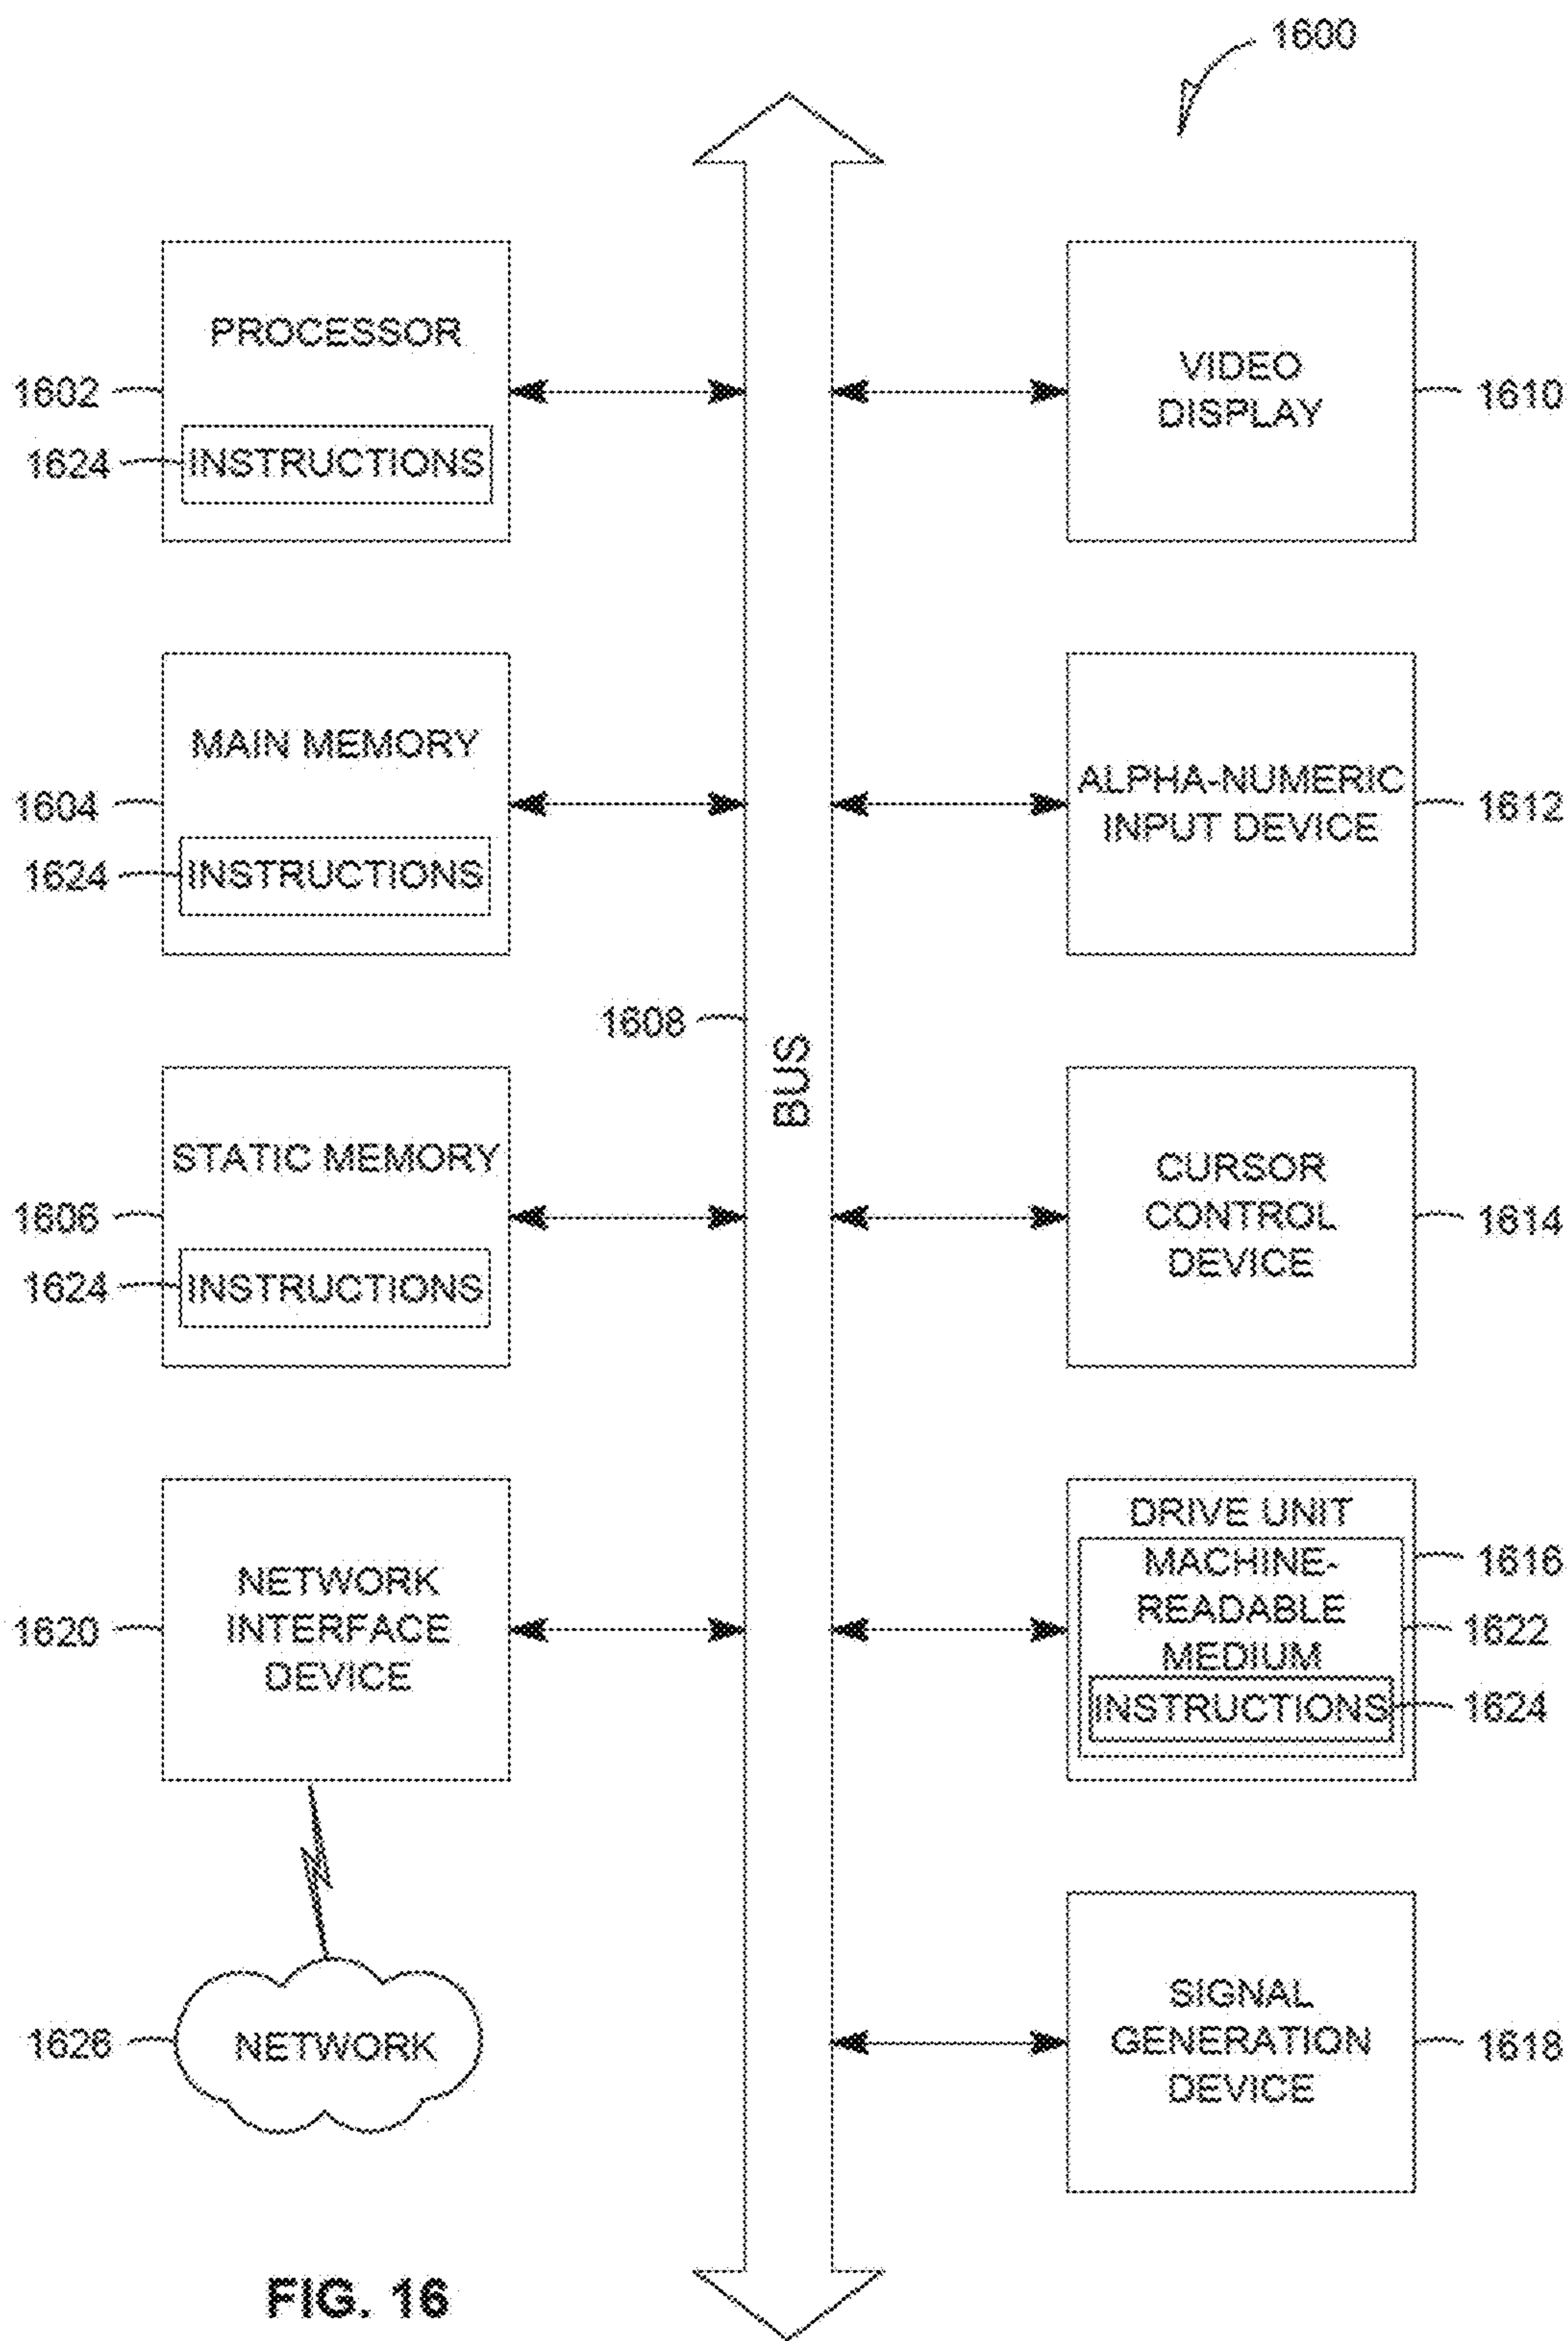 1600
PROCESSOR
1602
1624
INSTRUCTIONS
VIDEO
DISPLAY
1610
MAIN MEMORY
1604
1624
INSTRUCTIONS
ALPHA-NUMERIC
INPUT DEVICE
1612
1608
BUS
STATIC MEMORY
1606
1624
INSTRUCTIONS
CURSOR
CONTROL
DEVICE
1614
NETWORK
INTERFACE
DEVICE
1620
DRIVE UNIT
MACHINE-
READABLE
MEDIUM
INSTRUCTIONS
1616
1622
1624
1626
NETWORK
SIGNAL
GENERATION
DEVICE
1618
FIG. 16